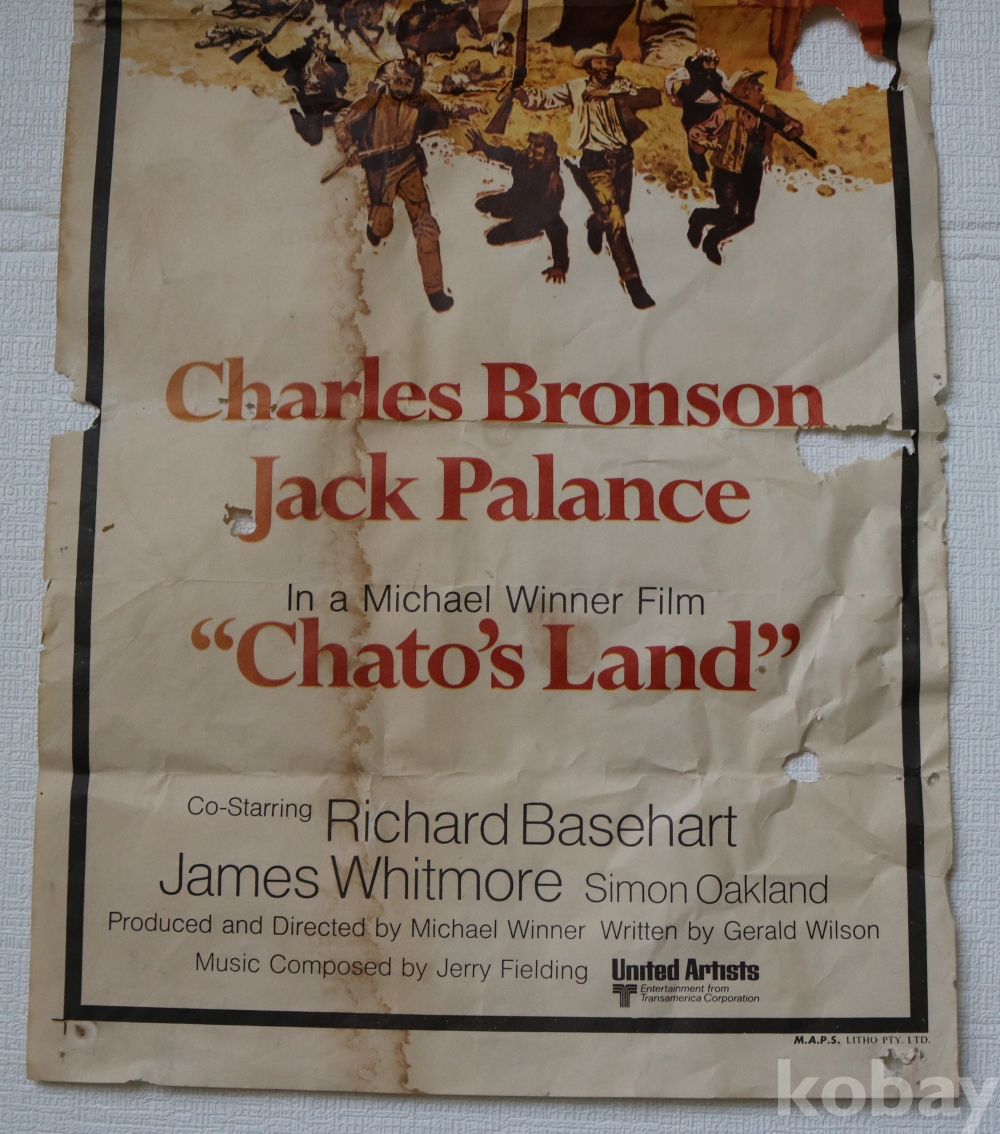 Charles Bronson
Jack Palance
In a Michael Winner Film
“Chato’s Land”
Co-Starring Richard Basehart
James Whitmore Simon Oakland
Produced and Directed by Michael Winner Written by Gerald Wilson
Music Composed by Jerry Fielding United Artists
Entertainment from
Transamerica Corporation
M.A.P.S. LITHO PTY. LTD.
kobay